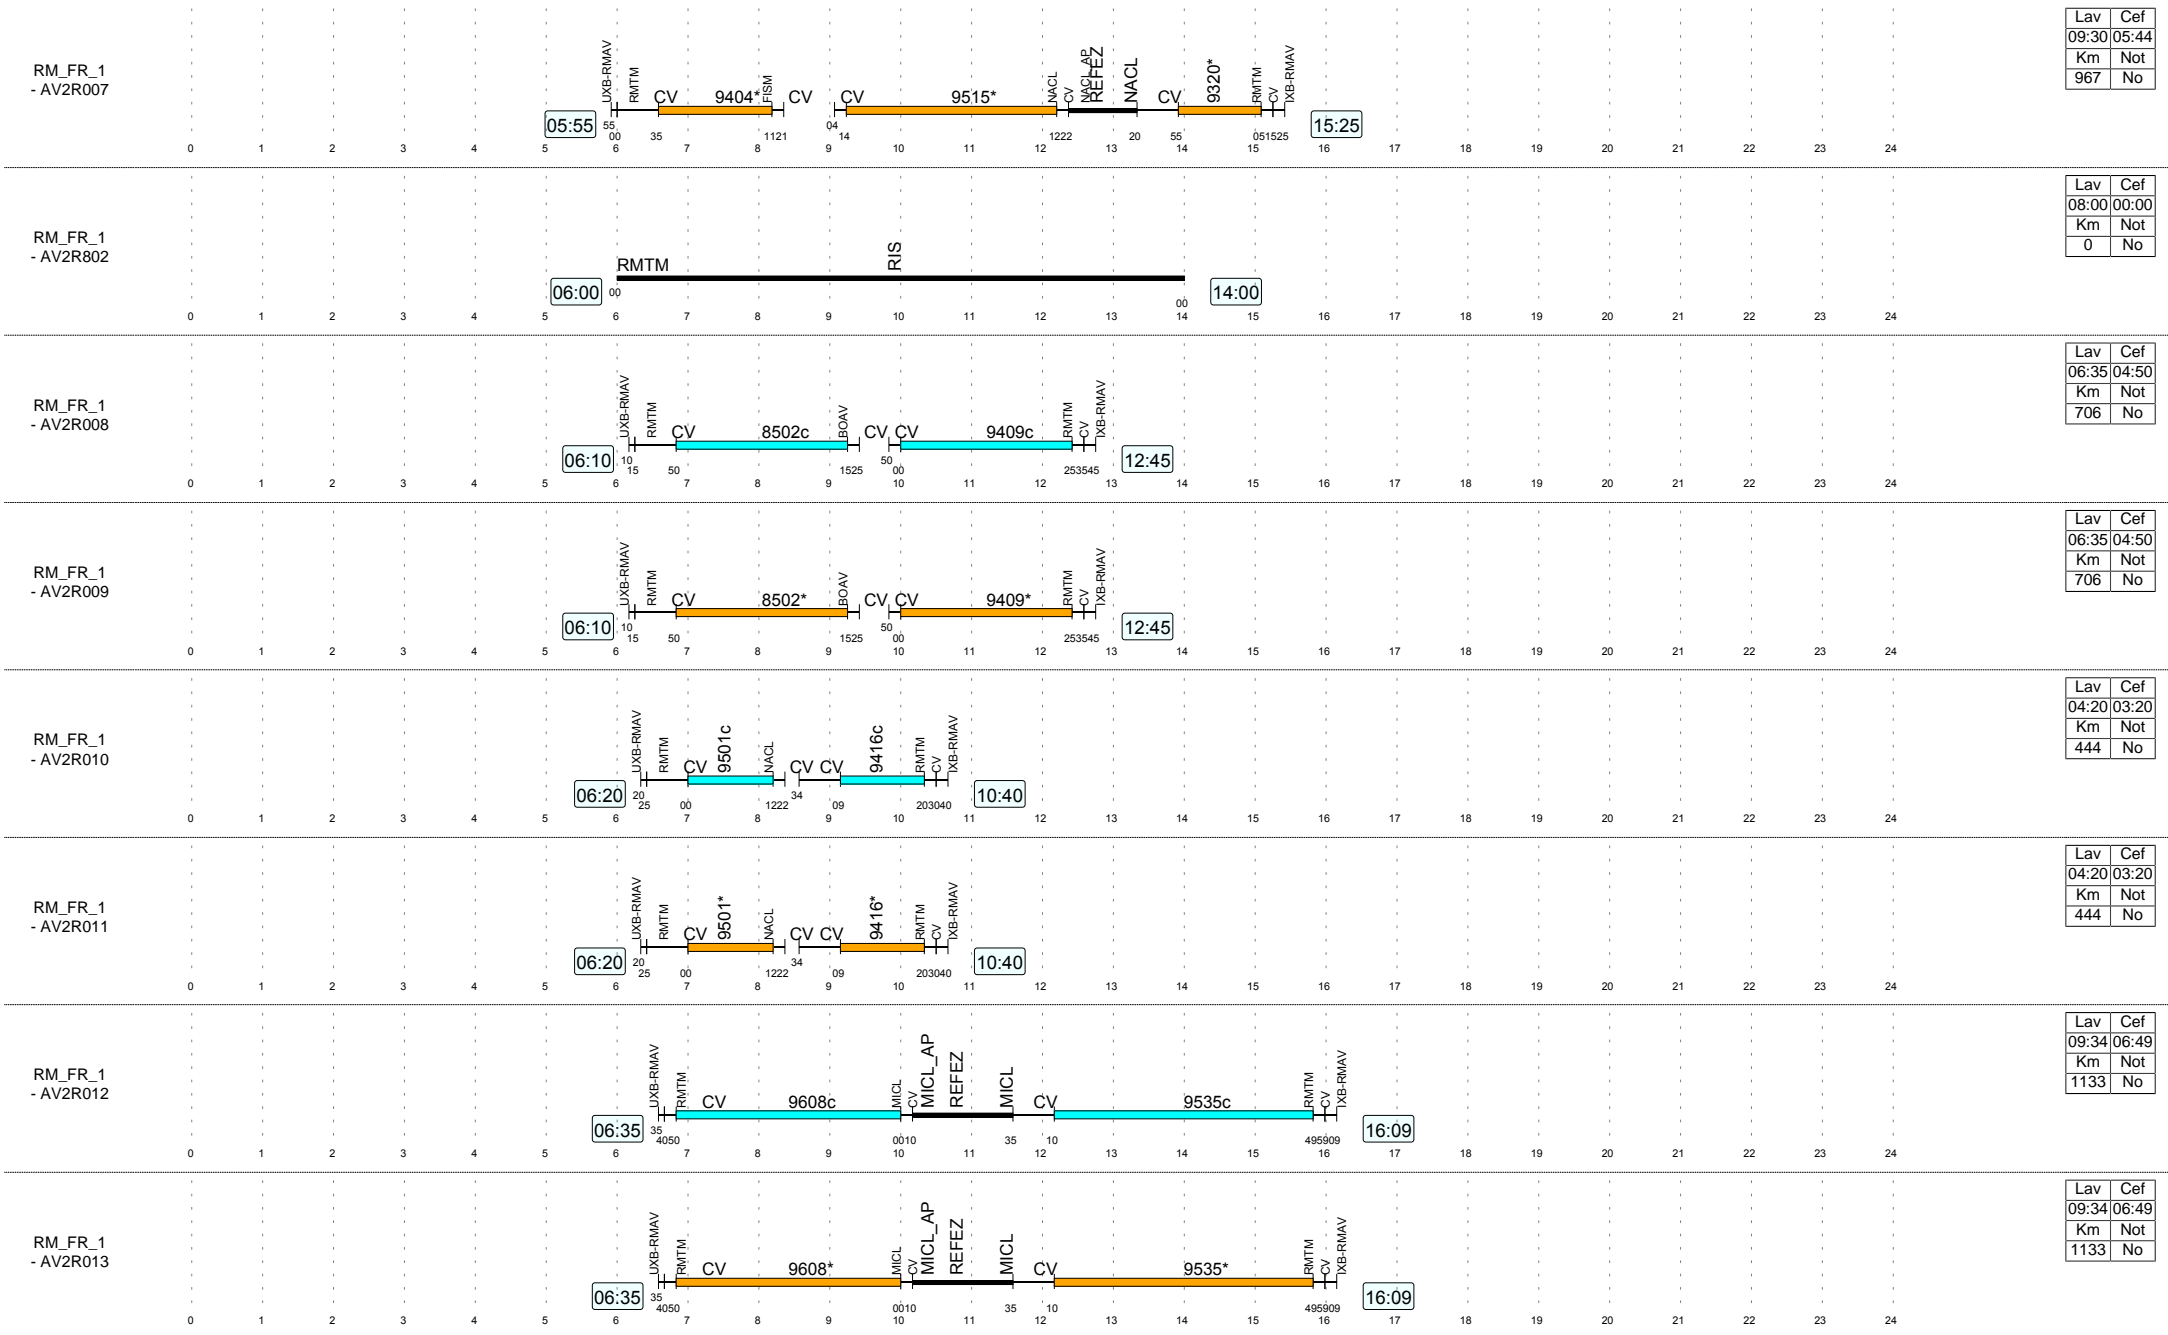 Lav Cef
09:30 05:44
Km Not
967 No
RM_FR_1
- AV2R007
UXB-RMAV RMTM CV 9404* FISM CV CV 9515* NACL CV NACL_AP REFEZ NACL CV 9320* RMTM CV IXB-RMAV
05:55 15:25
55 00 35 1121 04 14 1222 20 55 051525
0 1 2 3 4 5 6 7 8 9 10 11 12 13 14 15 16 17 18 19 20 21 22 23 24
Lav Cef
08:00 00:00
Km Not
0 No
RM_FR_1
- AV2R802
RMTM RIS
06:00 14:00
00 00
0 1 2 3 4 5 6 7 8 9 10 11 12 13 14 15 16 17 18 19 20 21 22 23 24
Lav Cef
06:35 04:50
Km Not
706 No
RM_FR_1
- AV2R008
UXB-RMAV RMTM CV 8502c BOAV CV CV 9409c RMTM CV IXB-RMAV
06:10 12:45
10 15 50 1525 50 00 253545
0 1 2 3 4 5 6 7 8 9 10 11 12 13 14 15 16 17 18 19 20 21 22 23 24
Lav Cef
06:35 04:50
Km Not
706 No
RM_FR_1
- AV2R009
UXB-RMAV RMTM CV 8502* BOAV CV CV 9409* RMTM CV IXB-RMAV
06:10 12:45
10 15 50 1525 50 00 253545
0 1 2 3 4 5 6 7 8 9 10 11 12 13 14 15 16 17 18 19 20 21 22 23 24
Lav Cef
04:20 03:20
Km Not
444 No
RM_FR_1
- AV2R010
UXB-RMAV RMTM CV 9501c NACL CV CV 9416c RMTM CV IXB-RMAV
06:20 10:40
20 25 00 1222 34 09 203040
0 1 2 3 4 5 6 7 8 9 10 11 12 13 14 15 16 17 18 19 20 21 22 23 24
Lav Cef
04:20 03:20
Km Not
444 No
RM_FR_1
- AV2R011
UXB-RMAV RMTM CV 9501* NACL CV CV 9416* RMTM CV IXB-RMAV
06:20 10:40
20 25 00 1222 34 09 203040
0 1 2 3 4 5 6 7 8 9 10 11 12 13 14 15 16 17 18 19 20 21 22 23 24
Lav Cef
09:34 06:49
Km Not
1133 No
RM_FR_1
- AV2R012
UXB-RMAV RMTM CV 9608c MICL CV MICL_AP REFEZ MICL CV 9535c RMTM CV IXB-RMAV
06:35 16:09
35 4050 0010 35 10 495909
0 1 2 3 4 5 6 7 8 9 10 11 12 13 14 15 16 17 18 19 20 21 22 23 24
Lav Cef
09:34 06:49
Km Not
1133 No
RM_FR_1
- AV2R013
UXB-RMAV RMTM CV 9608* MICL CV MICL_AP REFEZ MICL CV 9535* RMTM CV IXB-RMAV
06:35 16:09
35 4050 0010 35 10 495909
0 1 2 3 4 5 6 7 8 9 10 11 12 13 14 15 16 17 18 19 20 21 22 23 24